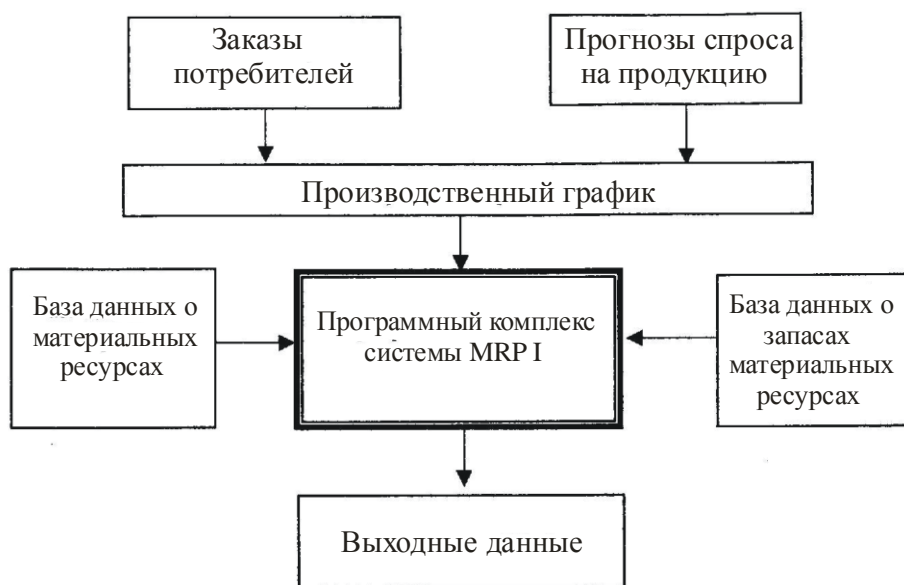 Заказы
потребителей
Прогнозы спроса
на продукцию
Производственный график
База данных о
материальных
ресурсах
Программный комплекс
системы MRP I
База данных о
запасах
материальных
ресурсах
Выходные данные